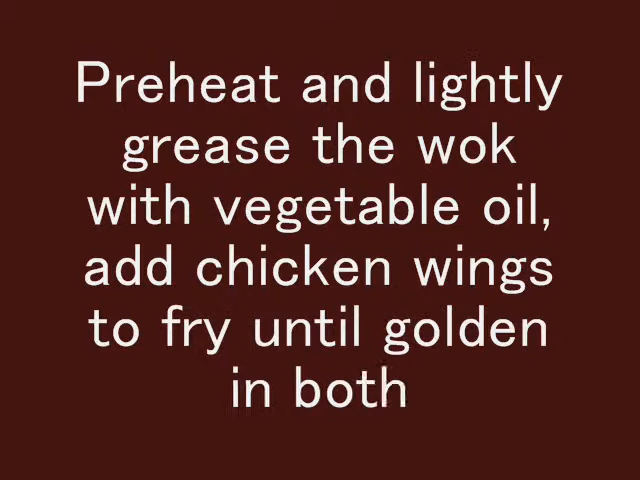 Preheat and lightly
grease the wok
with vegetable oil,
add chicken wings
to fry until golden
in both